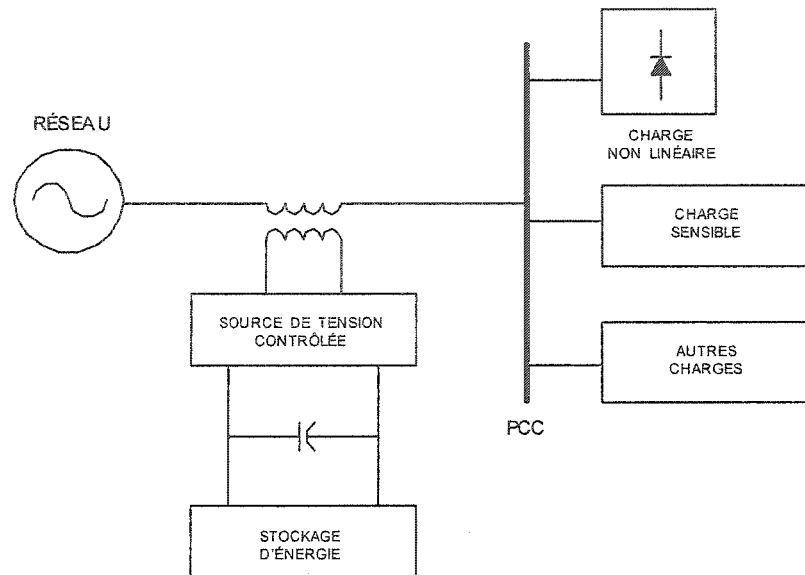 RÉSEAU
CHARGE
NON LINÉAIRE
CHARGE
SENSIBLE
SOURCE DE TENSION
CONTRÔLÉE
AUTRES
CHARGES
PCC
STOCKAGE
D'ÉNERGIE